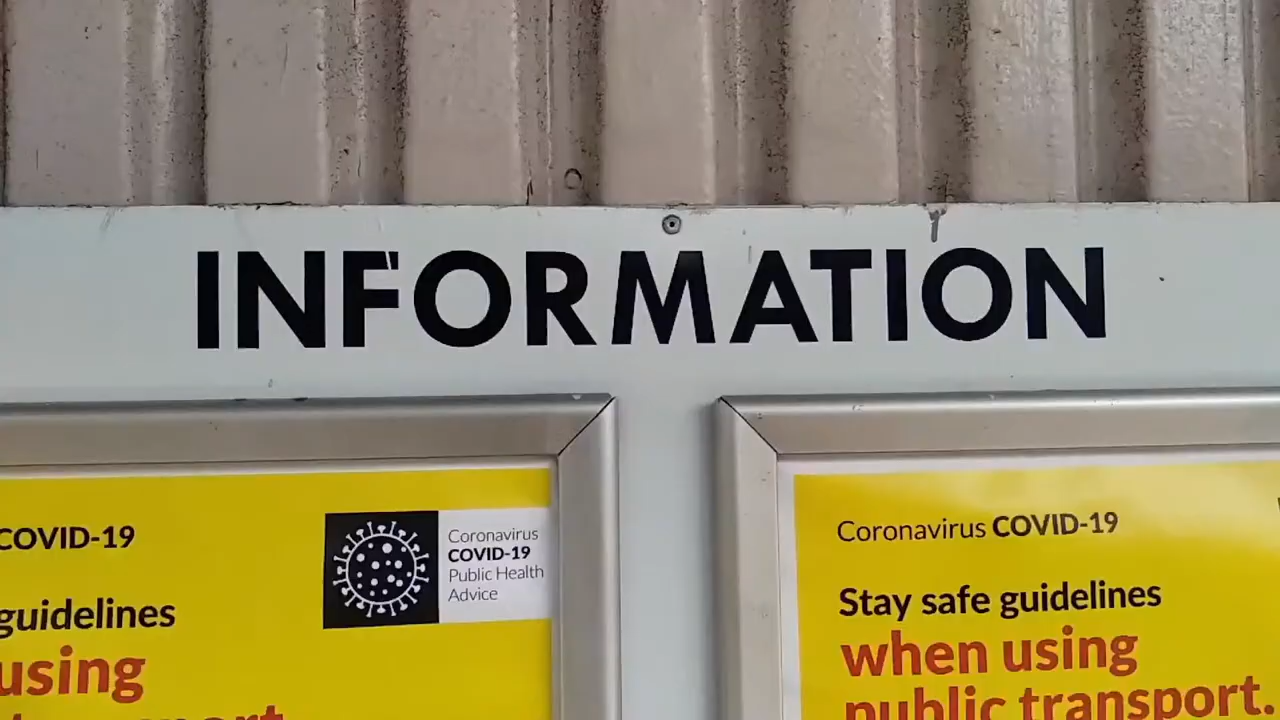 INFORMATION
COVID-19
guidelines
using
Coronavirus
COVID-19
Public Health
Advice
Coronavirus COVID-19
Stay safe guidelines
when using
public transport.